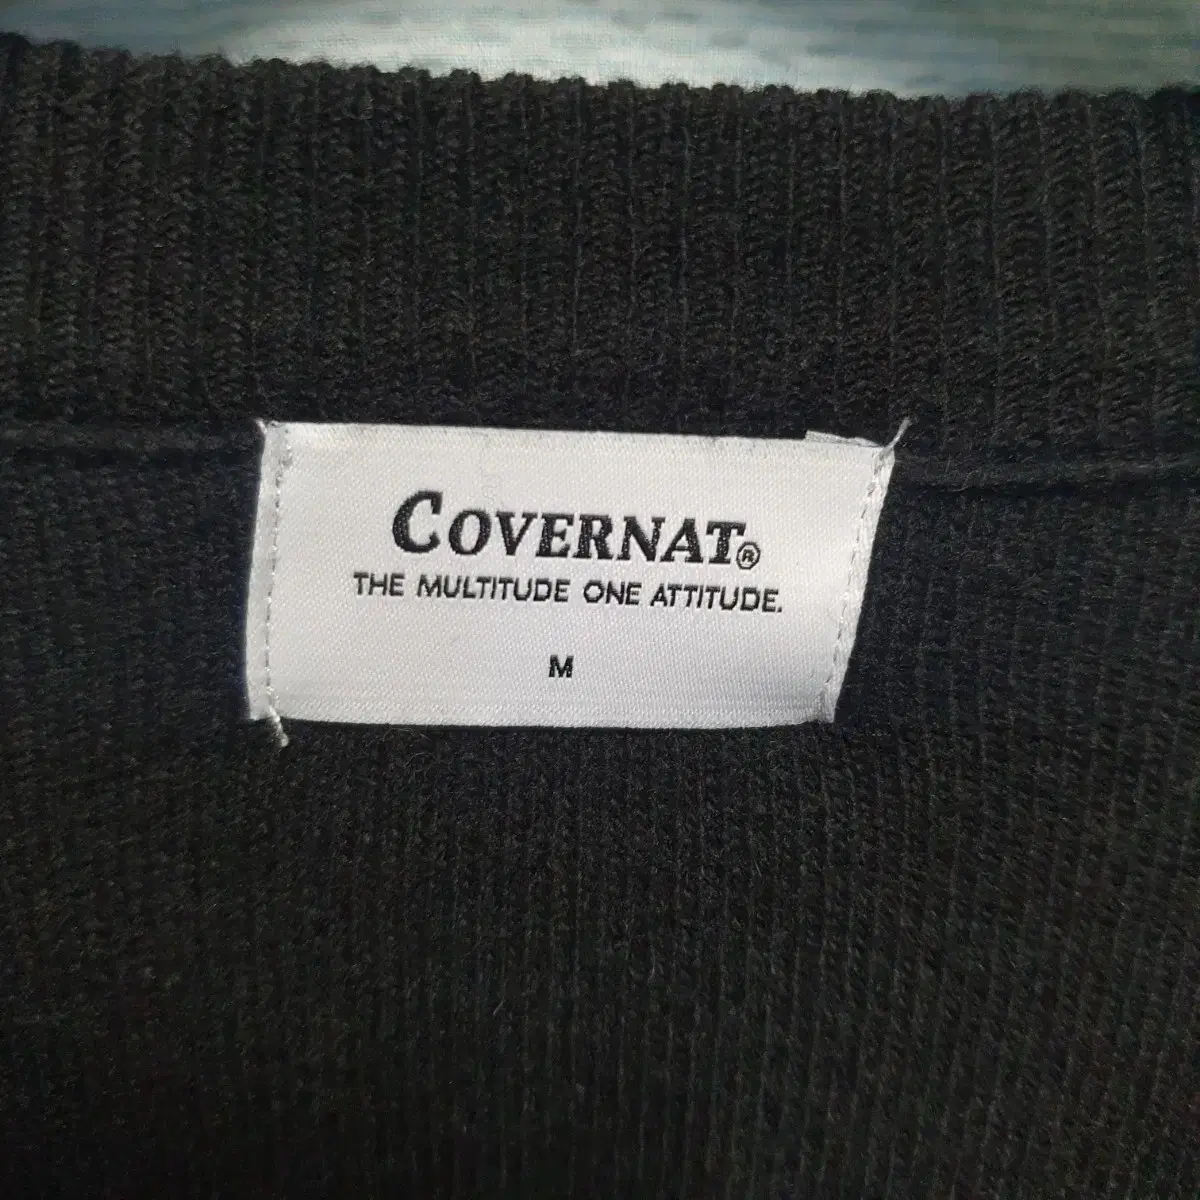 COVERNAT®
THE MULTITUDE ONE ATTITUDE.
M